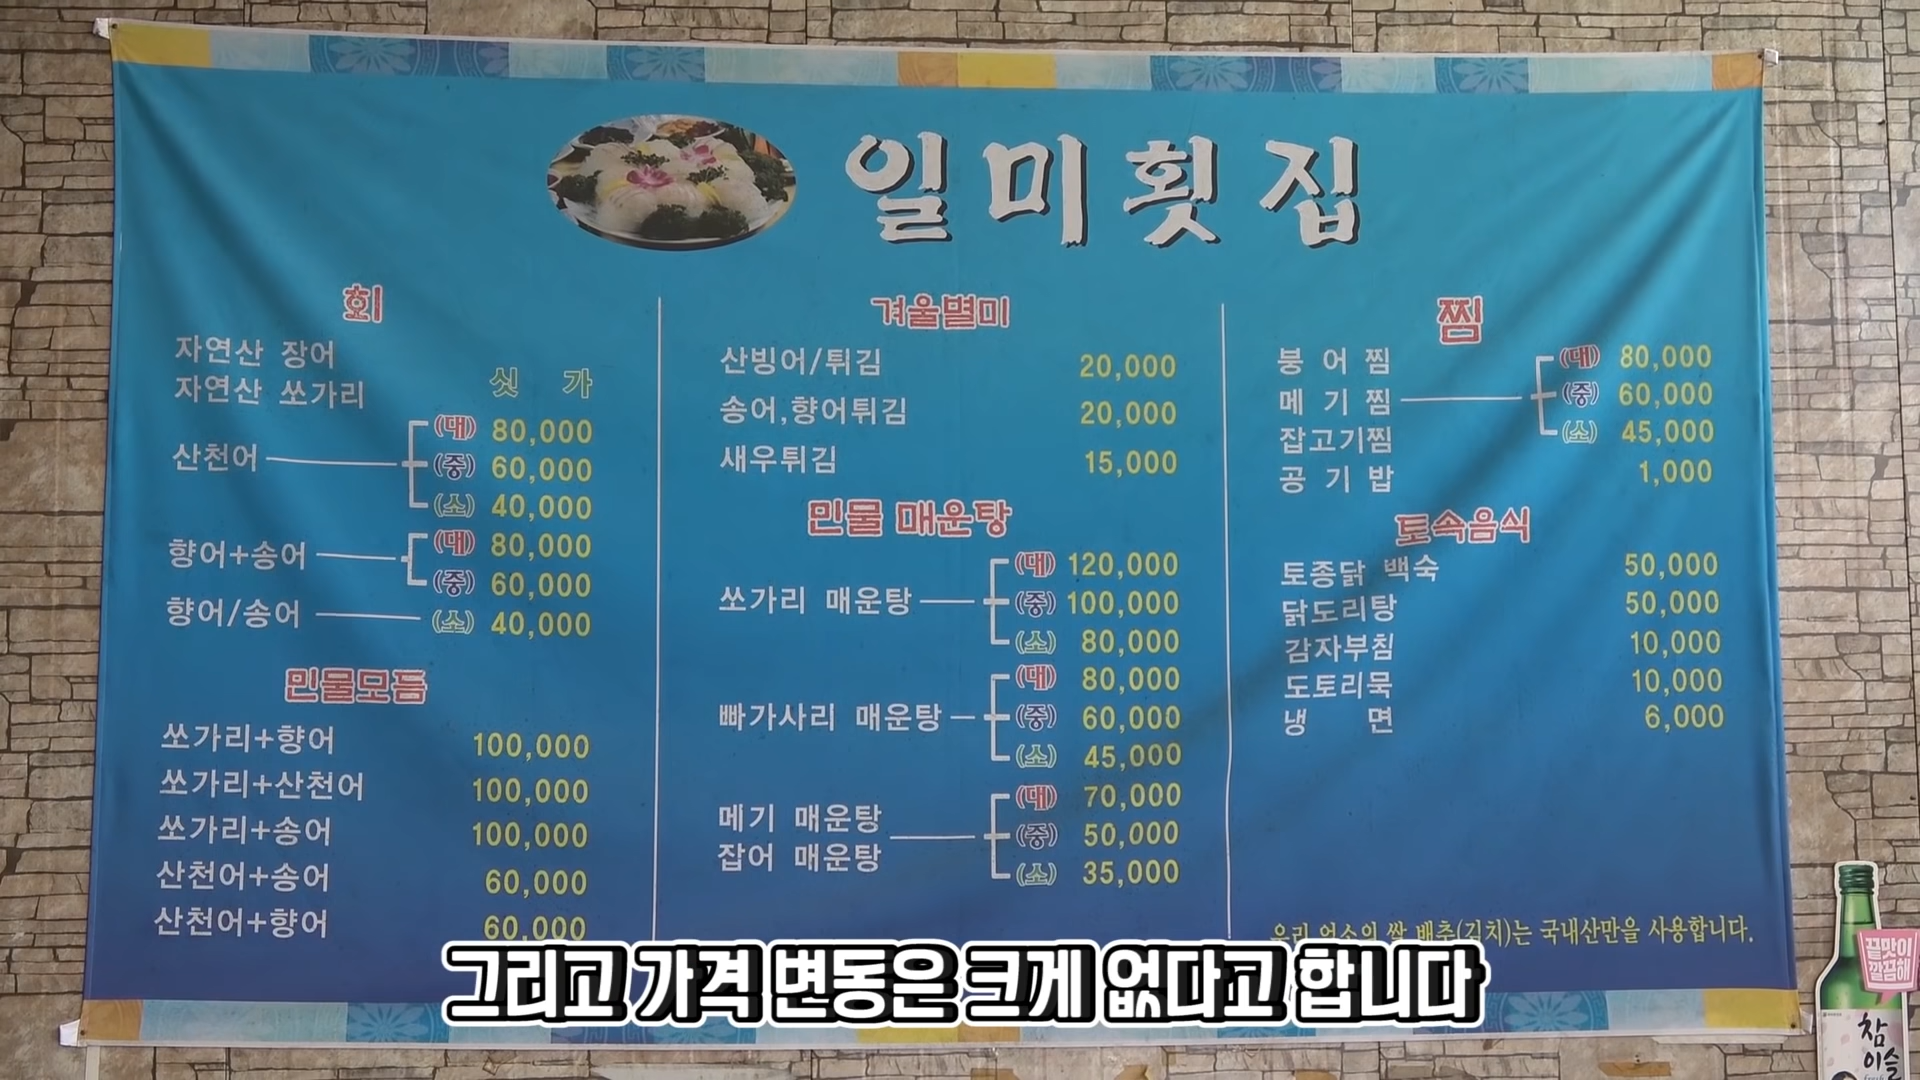 일미횟집
회
자연산 장어
자연산 쏘가리
싯 가
산천어
(대) 80,000
(중) 60,000
(소) 40,000
향어+송어
(대) 80,000
(중) 60,000
향어/송어 (소) 40,000
민물모듬
쏘가리+향어 100,000
쏘가리+산천어 100,000
쏘가리+송어 100,000
산천어+송어 60,000
산천어+향어 60,000
겨울별미
산빙어/튀김 20,000
송어,향어튀김 20,000
새우튀김 15,000
민물 매운탕
쏘가리 매운탕
(대) 120,000
(중) 100,000
(소) 80,000
빠가사리 매운탕
(대) 80,000
(중) 60,000
(소) 45,000
메기 매운탕
잡어 매운탕
(대) 70,000
(중) 50,000
(소) 35,000
찜
붕 어 찜
메 기 찜
잡고기찜
(대) 80,000
(중) 60,000
(소) 45,000
공 기 밥 1,000
토속음식
토종닭 백숙 50,000
닭도리탕 50,000
감자부침 10,000
도토리묵 10,000
냉 면 6,000
우리 업소의 쌀 배추(김치)는 국내산만을 사용합니다.
그리고 가격 변동은 크게 없다고 합니다
끝맛이
깔끔해
참
이슬
fresh